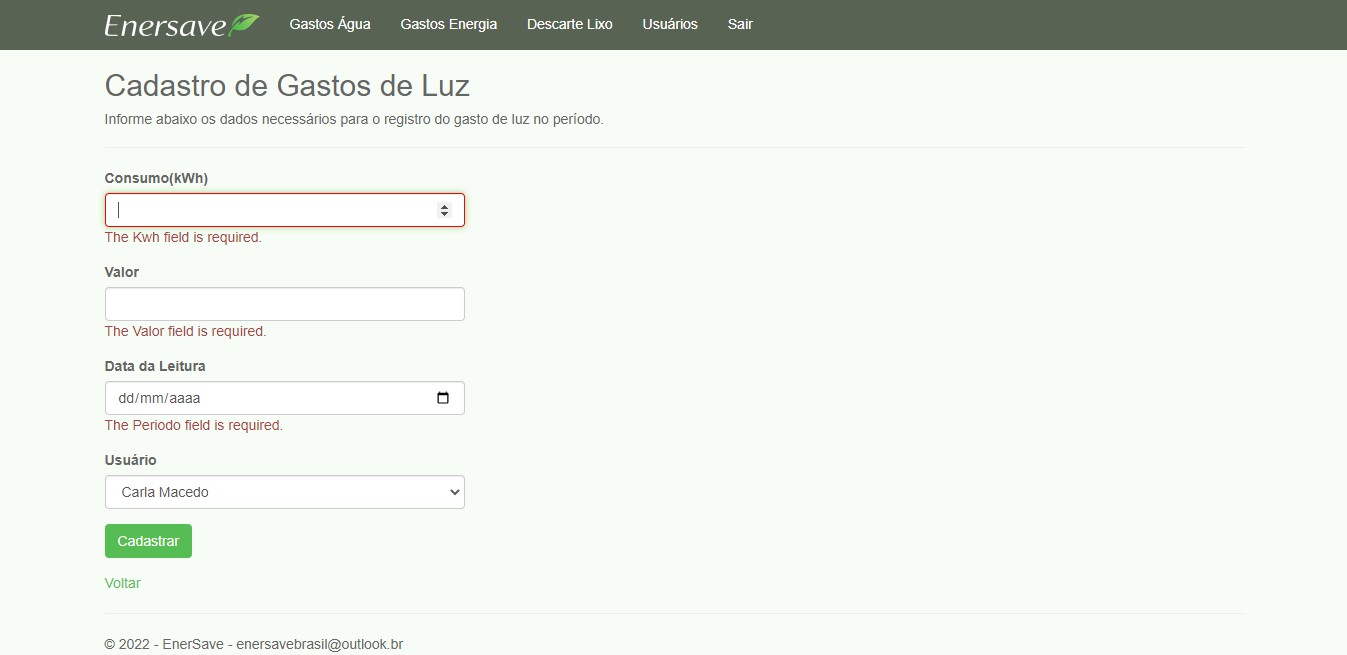 Enersave Gastos Água Gastos Energia Descarte Lixo Usuários Sair
Cadastro de Gastos de Luz
Informe abaixo os dados necessários para o registro do gasto de luz no período.
Consumo(kWh)
The Kwh field is required.
Valor
The Valor field is required.
Data da Leitura
dd/mm/aaaa
The Periodo field is required.
Usuário
Carla Macedo
Cadastrar
Voltar
© 2022 - EnerSave - enersavebrasil@outlook.br